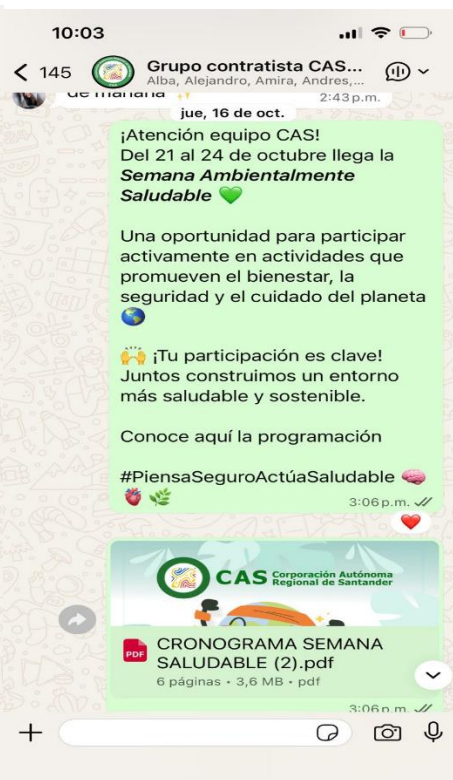 10:03
145
Grupo contratista CAS...
Alba, Alejandro, Amira, Andres,...
de mañana ✨
2:43 p.m.
jue, 16 de oct.
¡Atención equipo CAS!
Del 21 al 24 de octubre llega la
Semana Ambientalmente
Saludable 💚
Una oportunidad para participar
activamente en actividades que
promueven el bienestar, la
seguridad y el cuidado del planeta
🌎
🙌 ¡Tu participación es clave!
Juntos construimos un entorno
más saludable y sostenible.
Conoce aquí la programación
#PiensaSeguroActúaSaludable 🧠
🫀 🌿
3:06 p.m.
CAS Corporación Autónoma
Regional de Santander
PDF
CRONOGRAMA SEMANA
SALUDABLE (2).pdf
6 páginas • 3,6 MB • pdf
3:06 p.m.